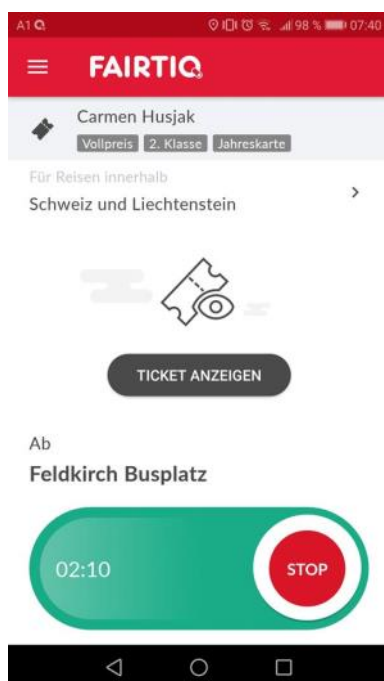 A1 98 % 07:40
FAIRTIQ
Carmen Husjak
Vollpreis 2. Klasse Jahreskarte
Für Reisen innerhalb
Schweiz und Liechtenstein
TICKET ANZEIGEN
Ab
Feldkirch Busplatz
02:10 STOP